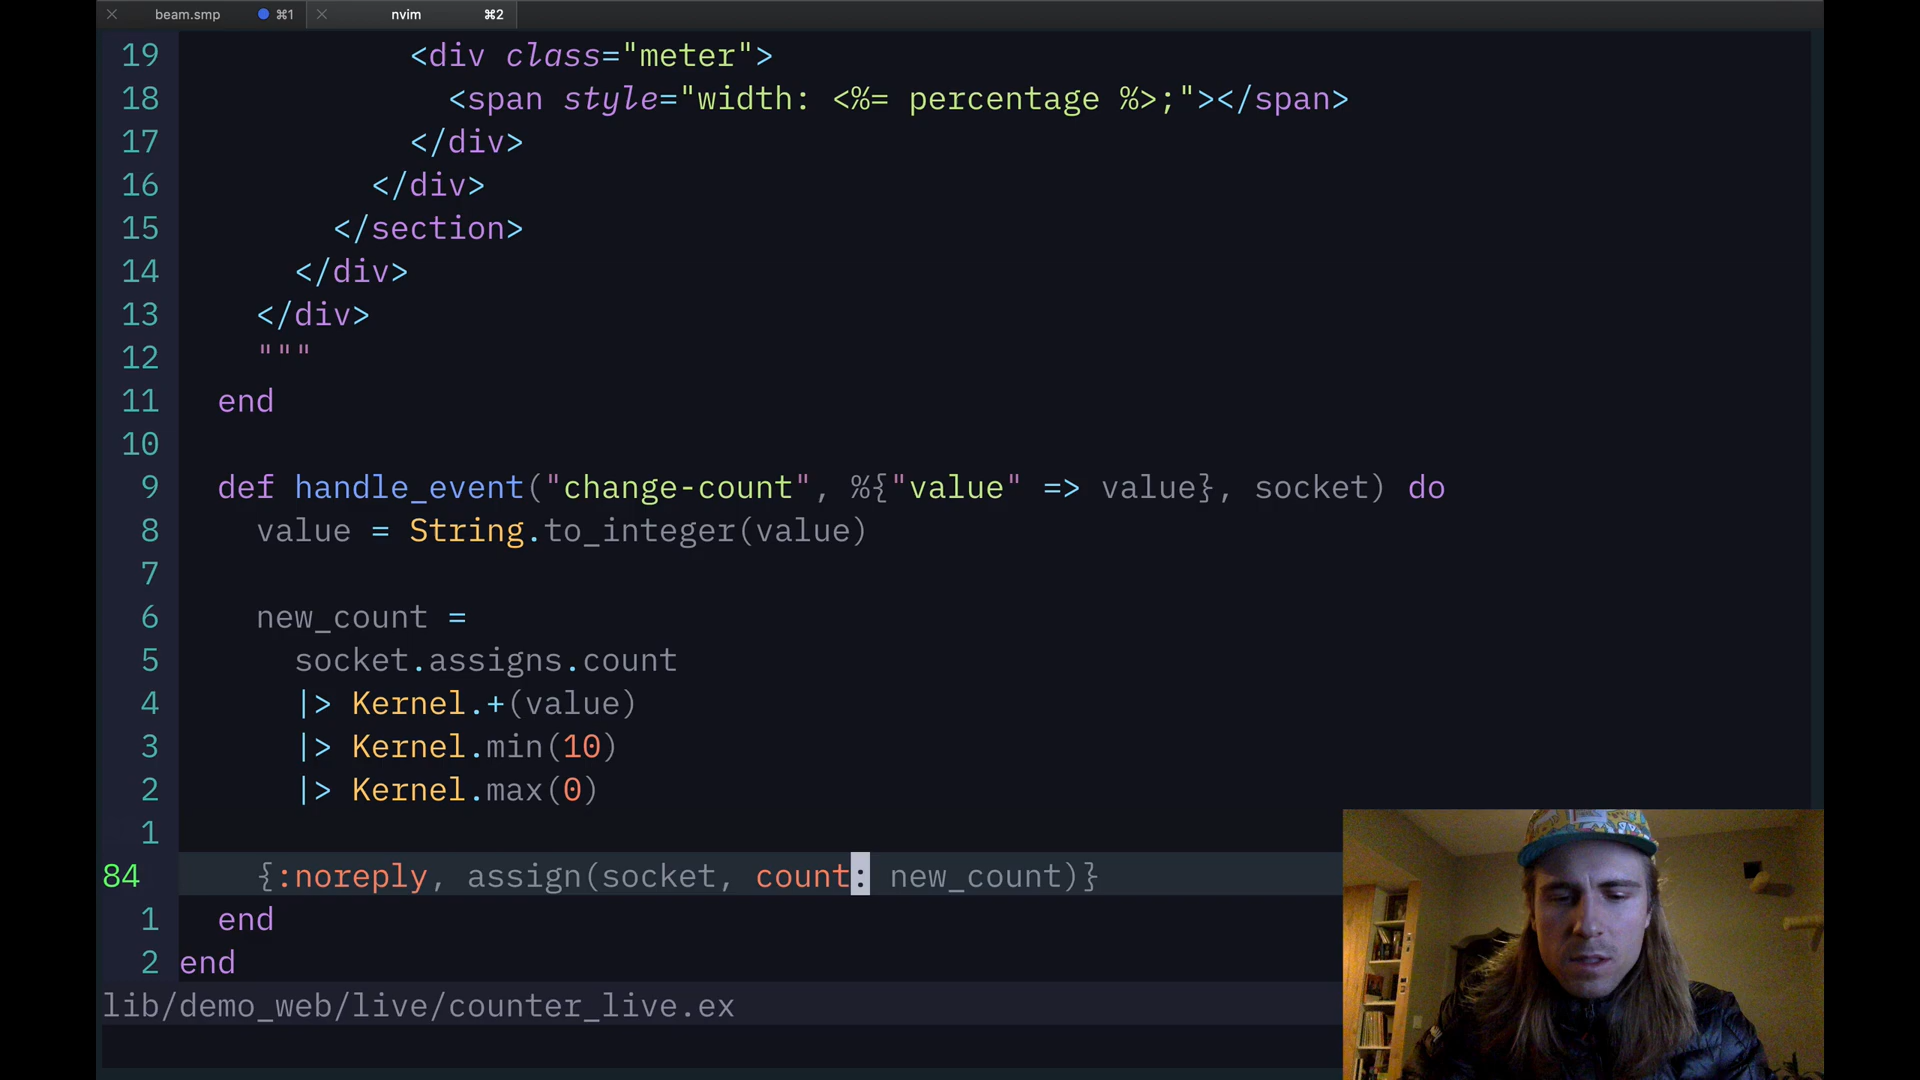 beam.smp ⌘1 nvim ⌘2
19 <div class="meter">
18 <span style="width: <%= percentage %>;"></span>
17 </div>
16 </div>
15 </section>
14 </div>
13 </div>
12 """
11 end
10
9 def handle_event("change-count", %{"value" => value}, socket) do
8 value = String.to_integer(value)
7
6 new_count =
5 socket.assigns.count
4 |> Kernel.+(value)
3 |> Kernel.min(10)
2 |> Kernel.max(0)
1
84 {:noreply, assign(socket, count: new_count)}
1 end
2 end
lib/demo_web/live/counter_live.ex